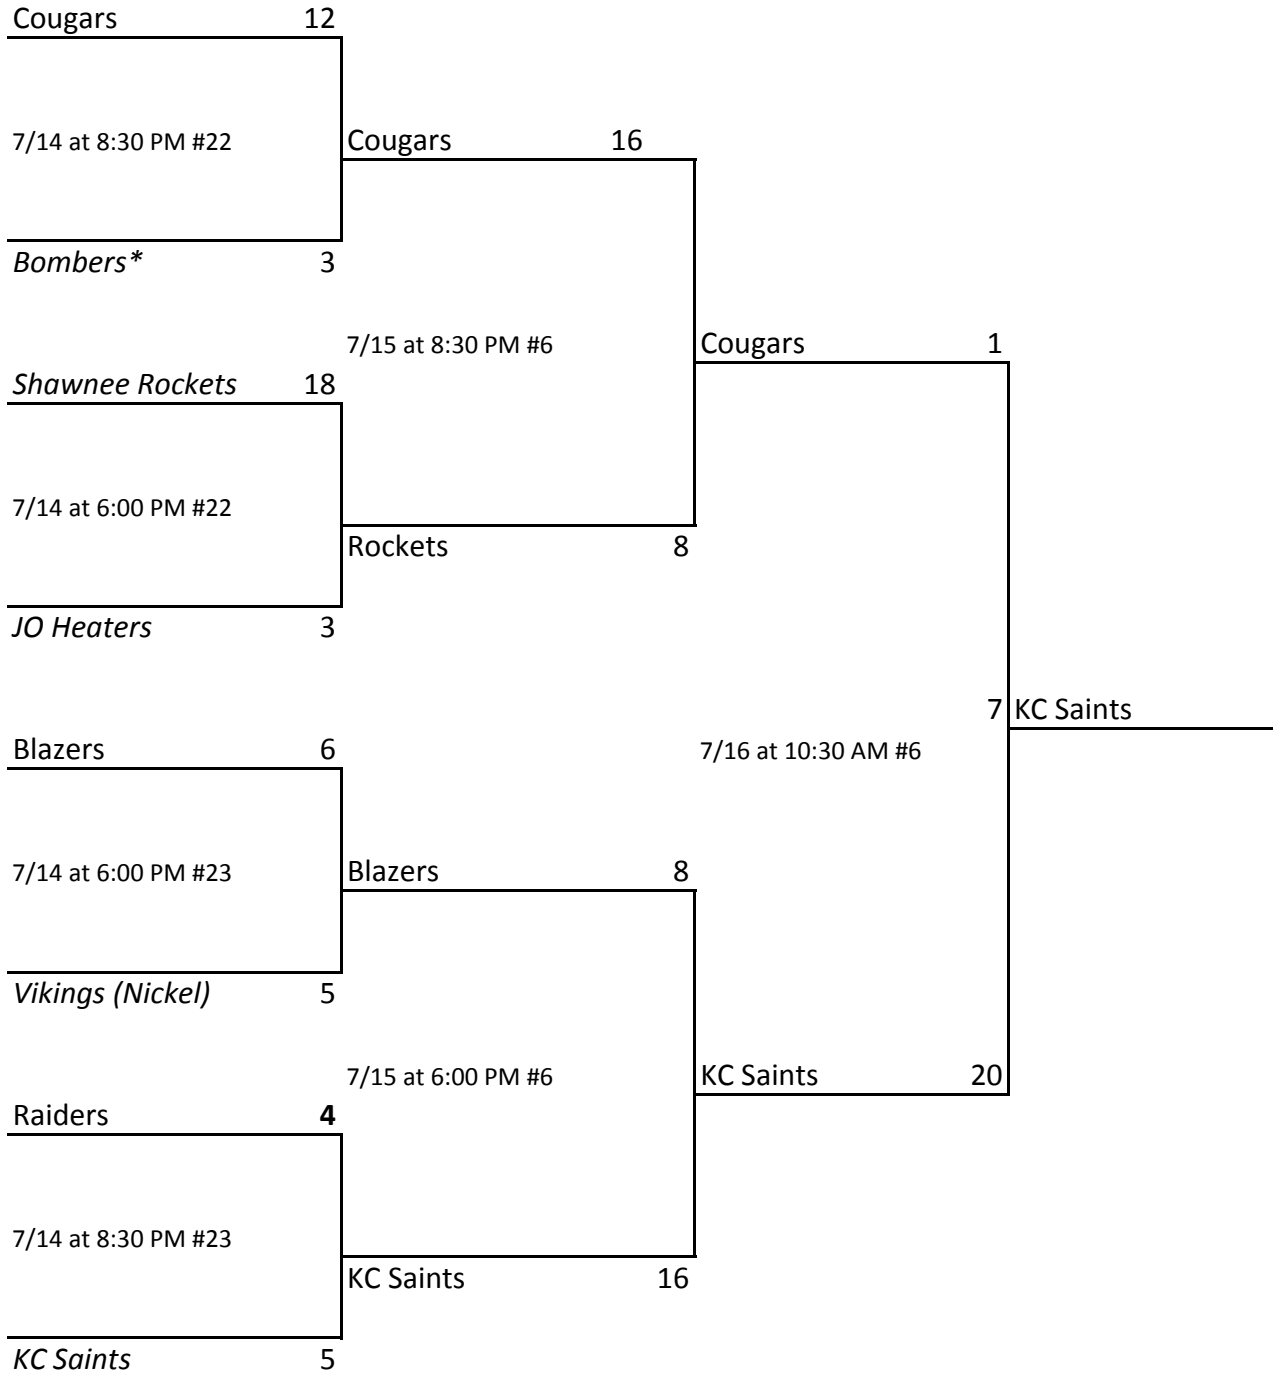 Cougars 12
7/14 at 8:30 PM #22
Cougars 16
Bombers* 3
7/15 at 8:30 PM #6
Cougars 1
Shawnee Rockets 18
7/14 at 6:00 PM #22
Rockets 8
JO Heaters 3
7 KC Saints
Blazers 6
7/16 at 10:30 AM #6
7/14 at 6:00 PM #23
Blazers 8
Vikings (Nickel) 5
7/15 at 6:00 PM #6
KC Saints 20
Raiders 4
7/14 at 8:30 PM #23
KC Saints 16
KC Saints 5